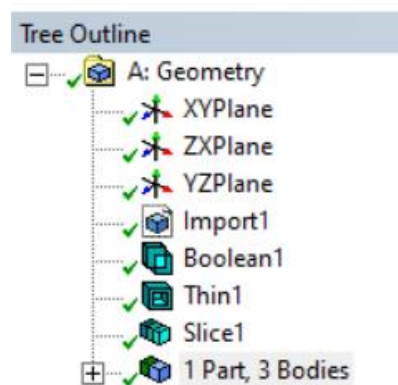 Tree Outline
A: Geometry
XYPlane
ZXPlane
YZPlane
Import1
Boolean1
Thin1
Slice1
1 Part, 3 Bodies